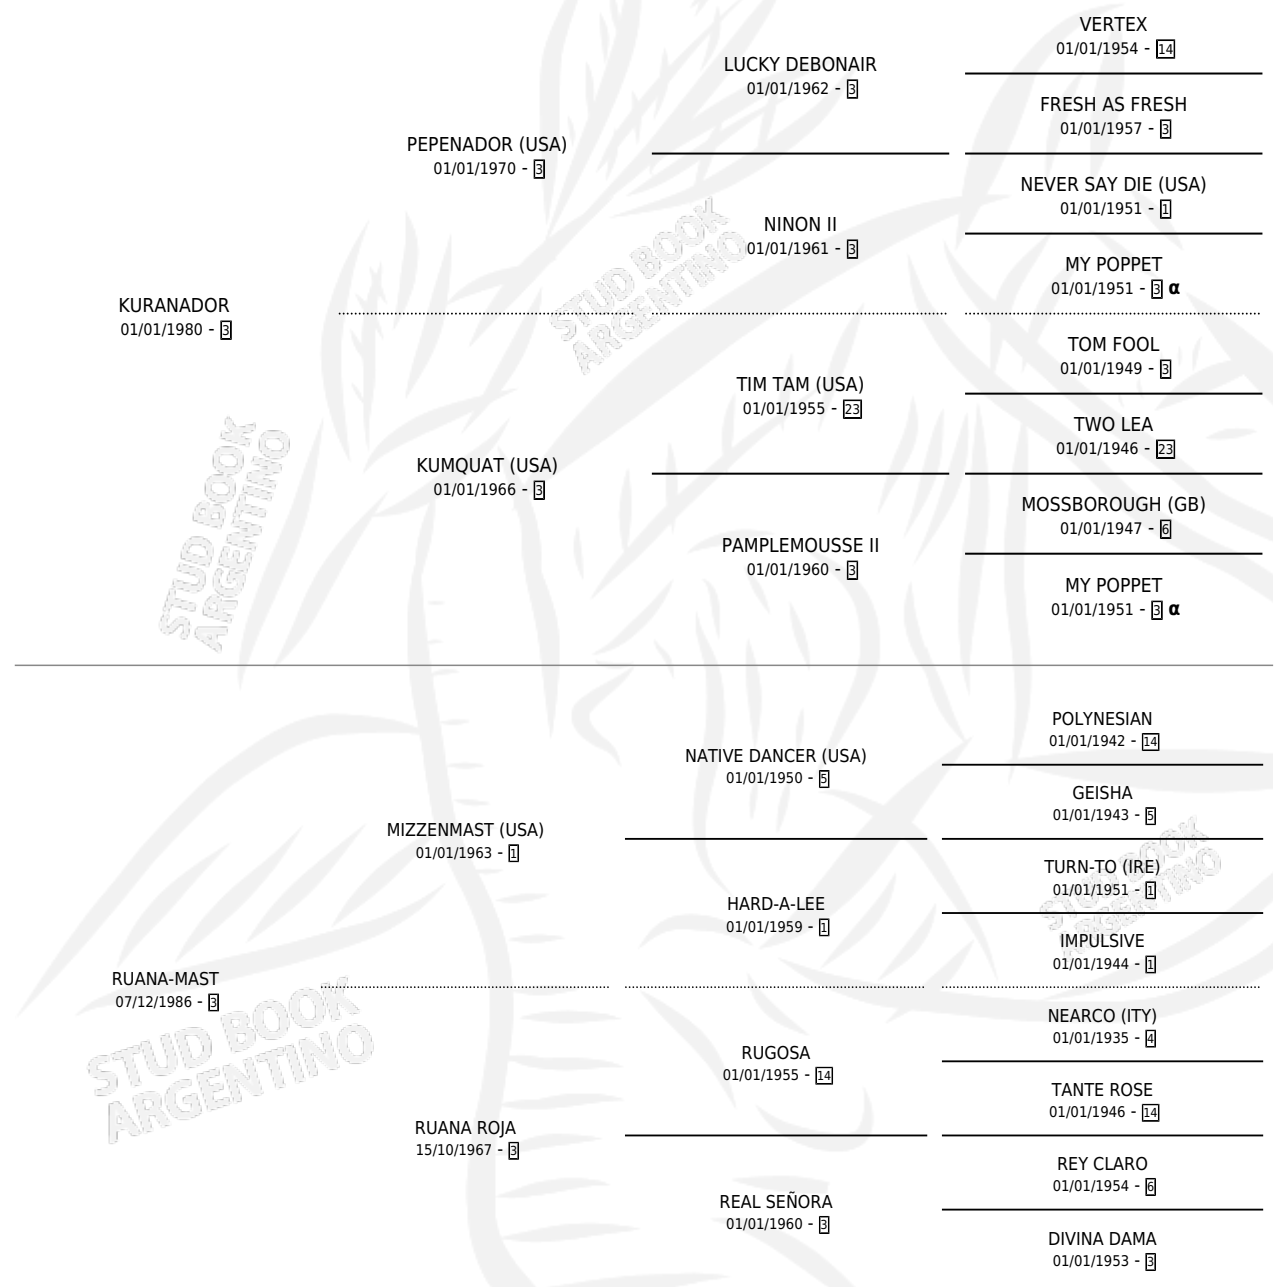 VERTEX
01/01/1954 - 14
LUCKY DEBONAIR
01/01/1962 - 3
FRESH AS FRESH
01/01/1957 - 3
PEPENADOR (USA)
01/01/1970 - 3
NEVER SAY DIE (USA)
01/01/1951 - 1
NINON II
01/01/1961 - 3
MY POPPET
01/01/1951 - 3 α
KURANADOR
01/01/1980 - 3
TOM FOOL
01/01/1949 - 3
TIM TAM (USA)
01/01/1955 - 23
TWO LEA
01/01/1946 - 23
KUMQUAT (USA)
01/01/1966 - 3
MOSSBOROUGH (GB)
01/01/1947 - 6
PAMPLEMOUSSE II
01/01/1960 - 3
MY POPPET
01/01/1951 - 3 α
POLYNESIAN
01/01/1942 - 14
NATIVE DANCER (USA)
01/01/1950 - 5
GEISHA
01/01/1943 - 5
MIZZENMAST (USA)
01/01/1963 - 1
TURN-TO (IRE)
01/01/1951 - 1
HARD-A-LEE
01/01/1959 - 1
IMPULSIVE
01/01/1944 - 1
RUANA-MAST
07/12/1986 - 3
NEARCO (ITY)
01/01/1935 - 4
RUGOSA
01/01/1955 - 14
TANTE ROSE
01/01/1946 - 14
RUANA ROJA
15/10/1967 - 3
REY CLARO
01/01/1954 - 6
REAL SEÑORA
01/01/1960 - 3
DIVINA DAMA
01/01/1953 - 3
STUD BOOK
ARGENTINO
STUD BOOK
ARGENTINO
STUD BOOK
ARGENTINO
STUD BOOK
ARGENTINO